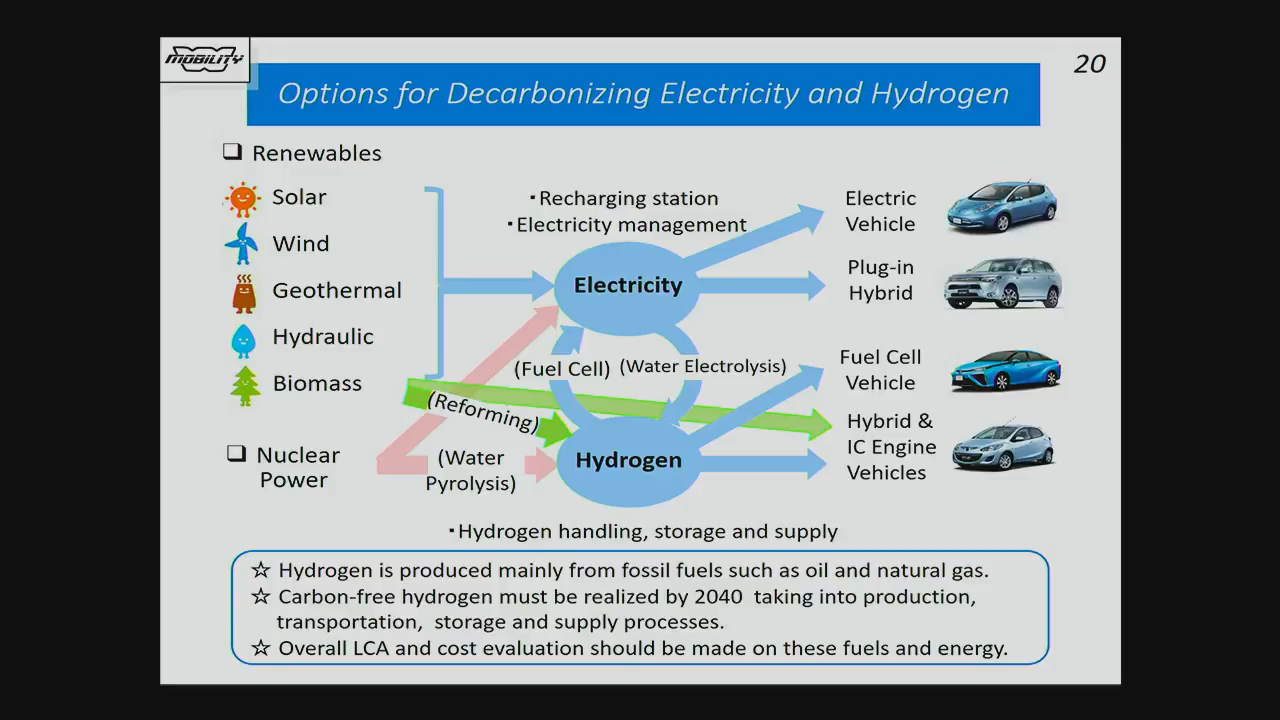 MOBILITY
20
Options for Decarbonizing Electricity and Hydrogen
❑ Renewables
Solar
Wind
Geothermal
Hydraulic
Biomass
❑ Nuclear
Power
・Recharging station
・Electricity management
Electricity
(Fuel Cell)
(Water Electrolysis)
(Reforming)
(Water
Pyrolysis)
Hydrogen
Electric
Vehicle
Plug-in
Hybrid
Fuel Cell
Vehicle
Hybrid &
IC Engine
Vehicles
・Hydrogen handling, storage and supply
☆ Hydrogen is produced mainly from fossil fuels such as oil and natural gas.
☆ Carbon-free hydrogen must be realized by 2040 taking into production,
transportation, storage and supply processes.
☆ Overall LCA and cost evaluation should be made on these fuels and energy.